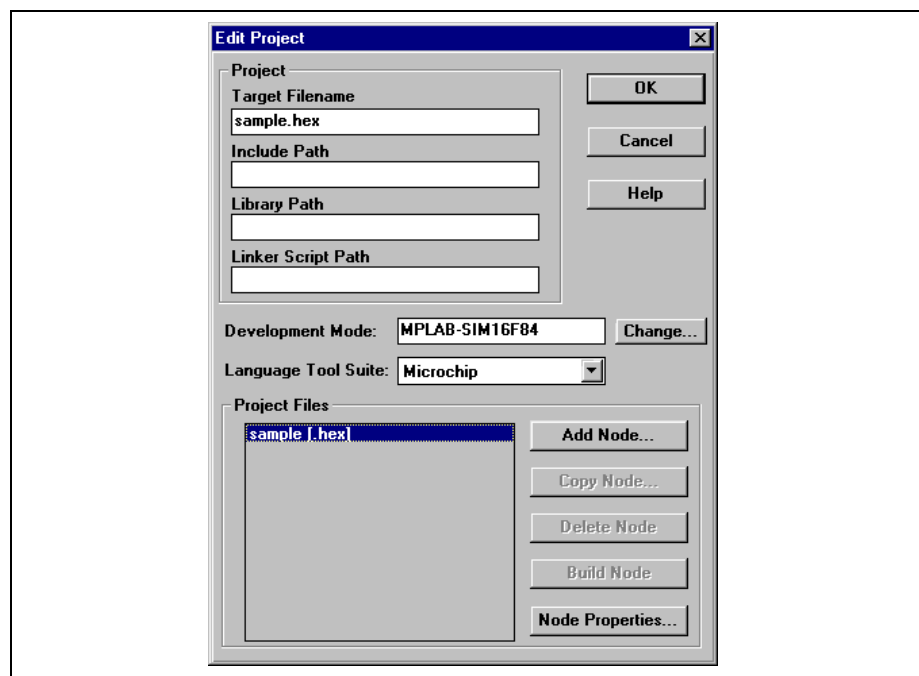 Edit Project
Project
Target Filename
sample.hex
Include Path
Library Path
Linker Script Path
OK
Cancel
Help
Development Mode: MPLAB-SIM16F84 Change...
Language Tool Suite: Microchip
Project Files
sample [.hex]
Add Node...
Copy Node...
Delete Node
Build Node
Node Properties...